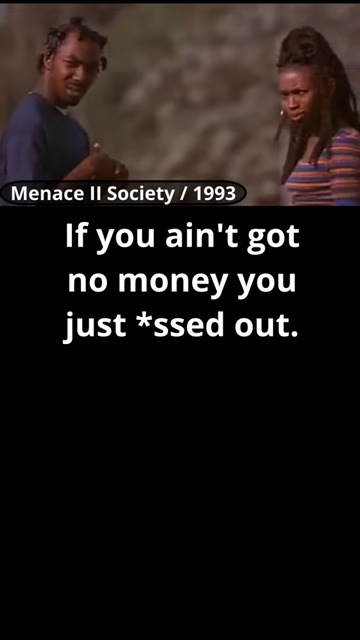 Menace II Society / 1993
If you ain't got
no money you
just *ssed out.